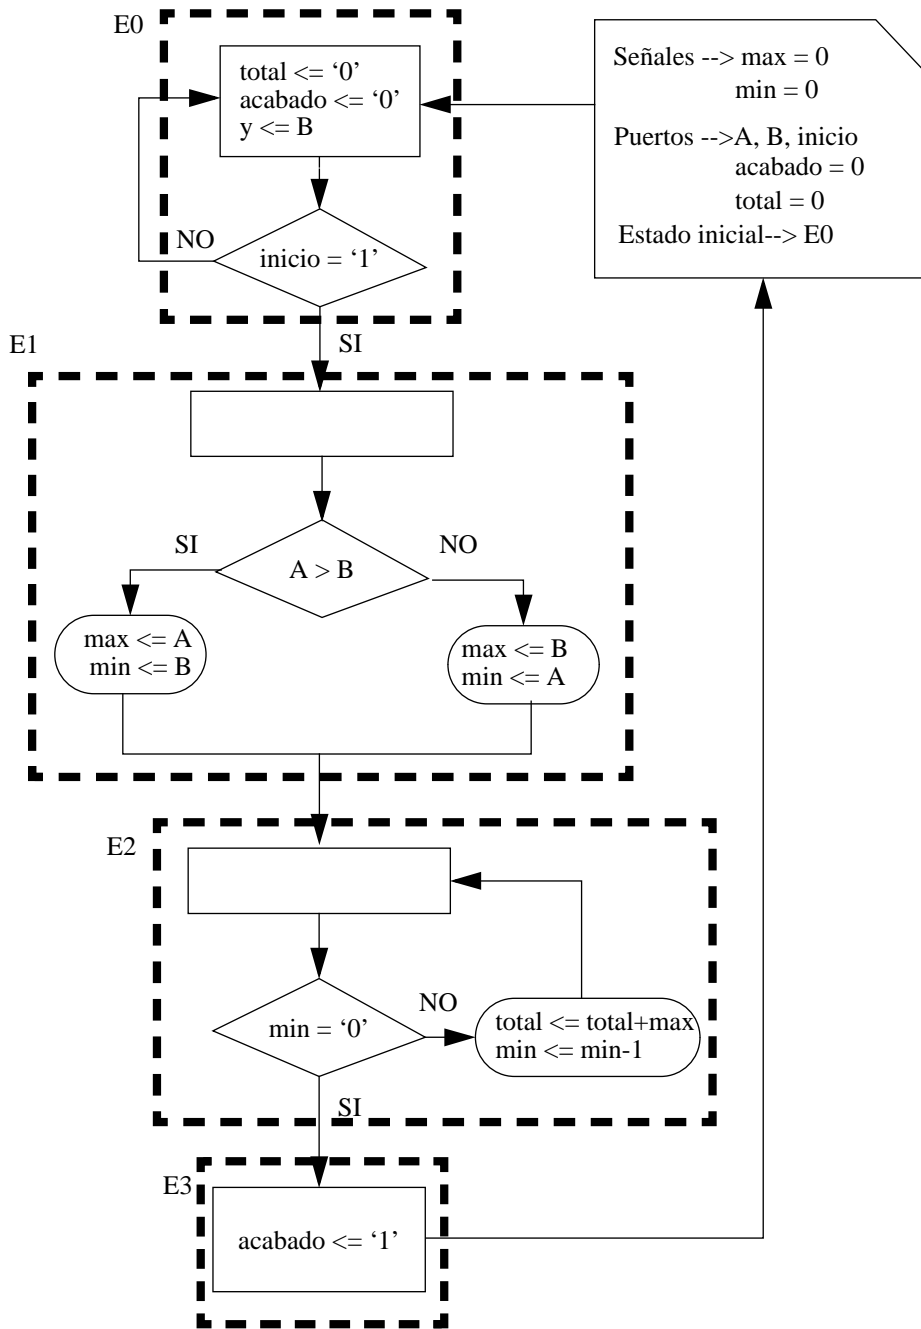 E0
total <= ‘0’
acabado <= ‘0’
y <= B
NO
inicio = ‘1’
SI
Señales --> max = 0
min = 0
Puertos -->A, B, inicio
acabado = 0
total = 0
Estado inicial--> E0
E1
SI
A > B
NO
max <= A
min <= B
max <= B
min <= A
E2
min = ‘0’
NO
total <= total+max
min <= min-1
SI
E3
acabado <= ‘1’